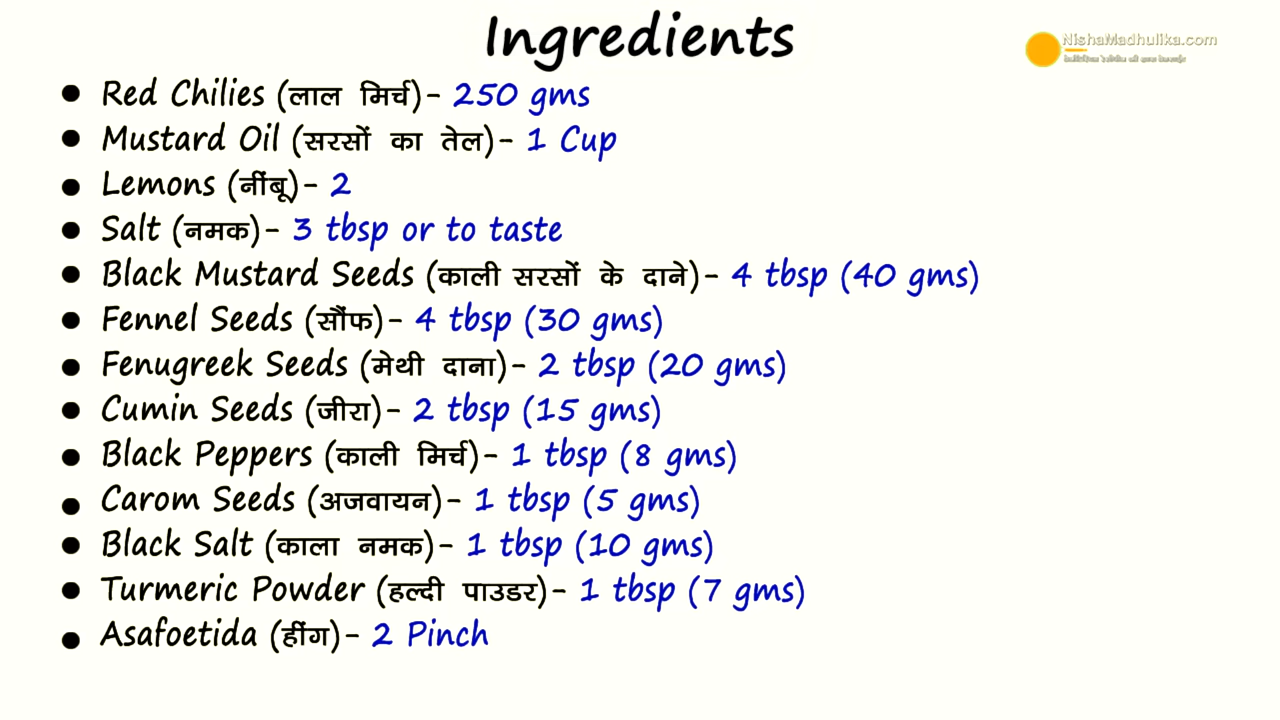 Ingredients
NishaMadhulika.com
● Red Chilies (लाल मिर्च)- 250 gms
● Mustard Oil (सरसों का तेल)- 1 Cup
● Lemons (नींबू)- 2
● Salt (नमक)- 3 tbsp or to taste
● Black Mustard Seeds (काली सरसों के दाने)- 4 tbsp (40 gms)
● Fennel Seeds (सौंफ)- 4 tbsp (30 gms)
● Fenugreek Seeds (मेथी दाना)- 2 tbsp (20 gms)
● Cumin Seeds (जीरा)- 2 tbsp (15 gms)
● Black Peppers (काली मिर्च)- 1 tbsp (8 gms)
● Carom Seeds (अजवायन)- 1 tbsp (5 gms)
● Black Salt (काला नमक)- 1 tbsp (10 gms)
● Turmeric Powder (हल्दी पाउडर)- 1 tbsp (7 gms)
● Asafoetida (हींग)- 2 Pinch